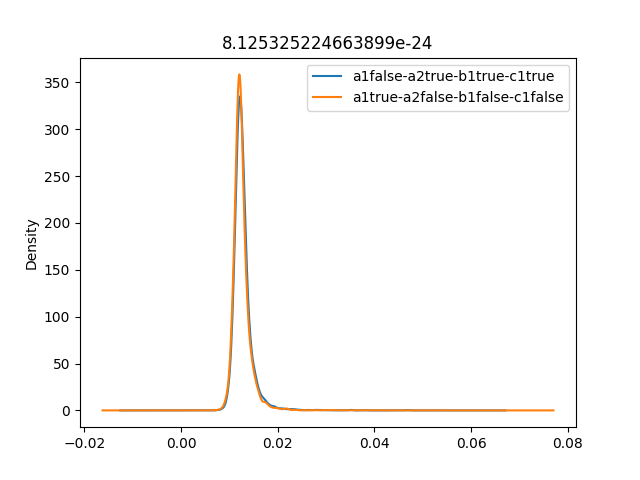 8.125325224663899e-24
a1false-a2true-b1true-c1true
a1true-a2false-b1false-c1false
Density
350
300
250
200
150
100
50
0
−0.02 0.00 0.02 0.04 0.06 0.08